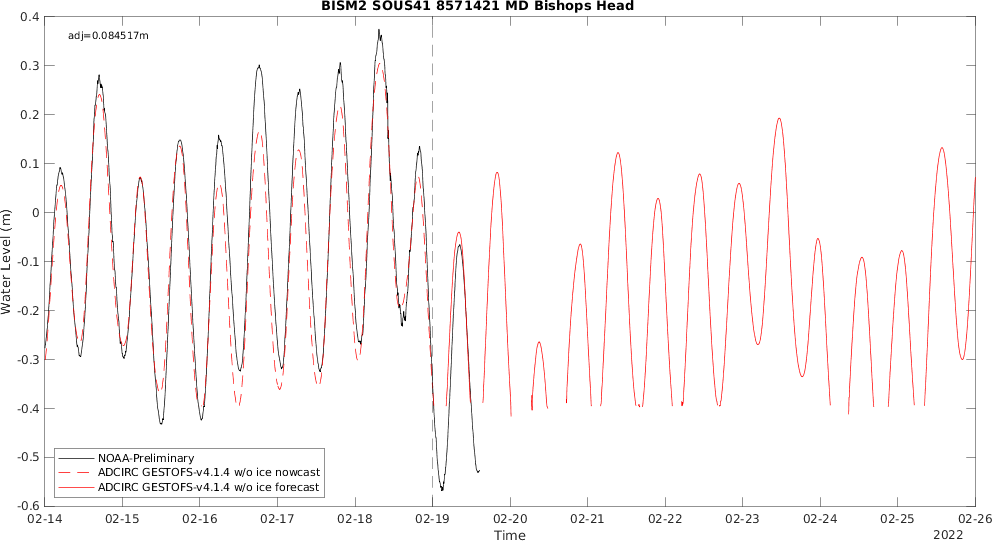 BISM2 SOUS41 8571421 MD Bishops Head
adj=0.084517m
0.4
0.3
0.2
0.1
0
-0.1
-0.2
-0.3
-0.4
-0.5
-0.6
Water Level (m)
NOAA-Preliminary
ADCIRC GESTOFS-v4.1.4 w/o ice nowcast
ADCIRC GESTOFS-v4.1.4 w/o ice forecast
02-14 02-15 02-16 02-17 02-18 02-19 02-20 02-21 02-22 02-23 02-24 02-25 02-26
Time
2022